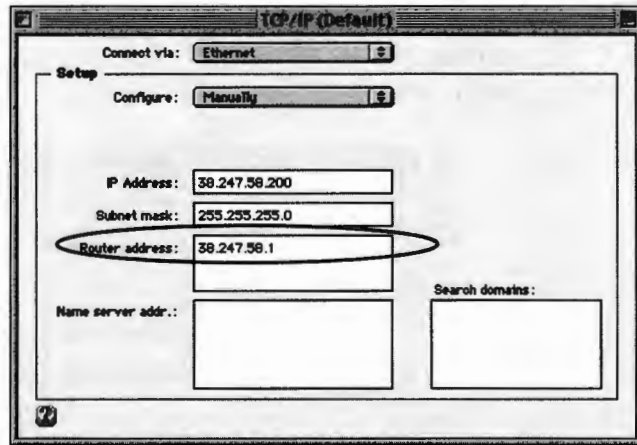 TCP/IP (Default)
Connect via: Ethernet
Setup
Configure: Manually
IP Address: 38.247.58.200
Subnet mask: 255.255.255.0
Router address: 38.247.58.1
Search domains:
Name server addr.:
?